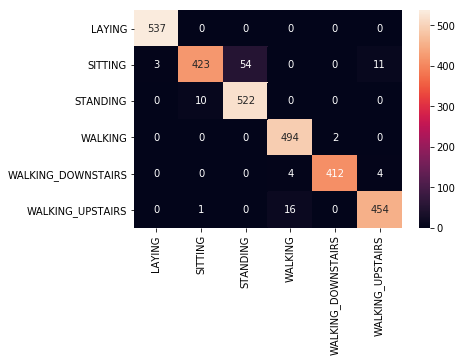 LAYING 537 0 0 0 0 0
SITTING 3 423 54 0 0 11
STANDING 0 10 522 0 0 0
WALKING 0 0 0 494 2 0
WALKING_DOWNSTAIRS 0 0 0 4 412 4
WALKING_UPSTAIRS 0 1 0 16 0 454
LAYING
SITTING
STANDING
WALKING
WALKING_DOWNSTAIRS
WALKING_UPSTAIRS
500
400
300
200
100
0